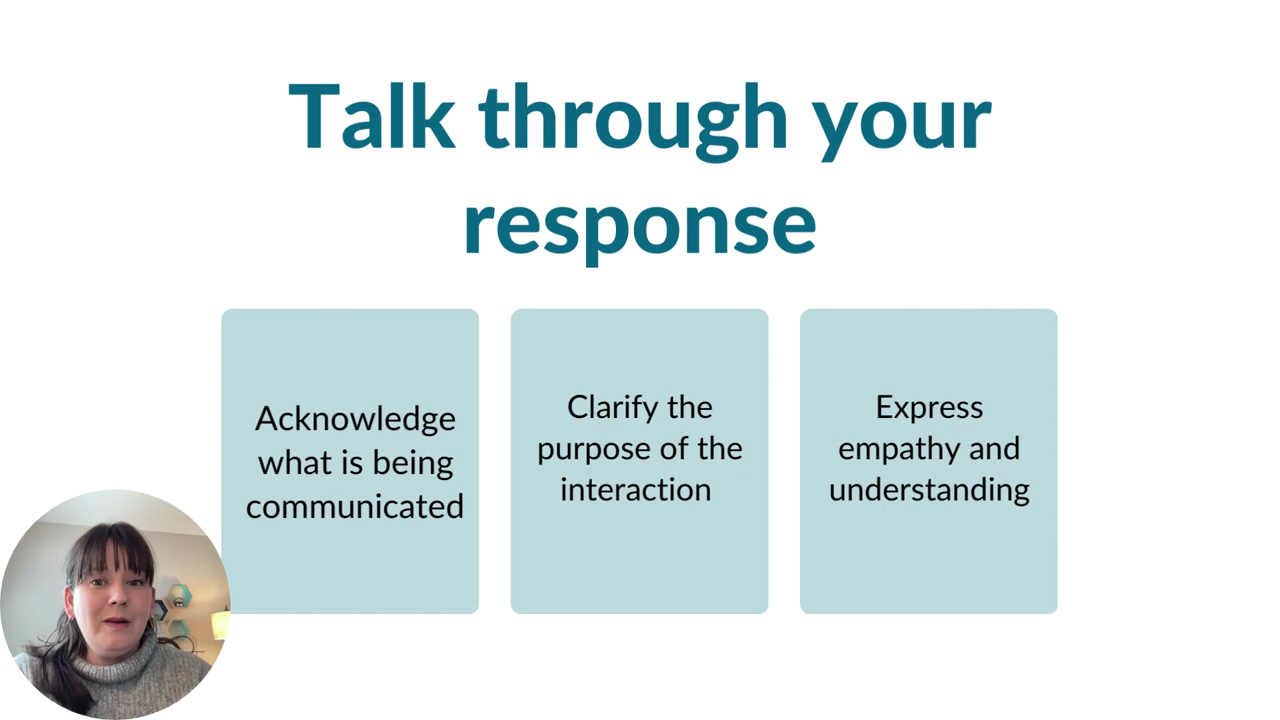 Talk through your
response
Acknowledge
what is being
communicated
Clarify the
purpose of the
interaction
Express
empathy and
understanding